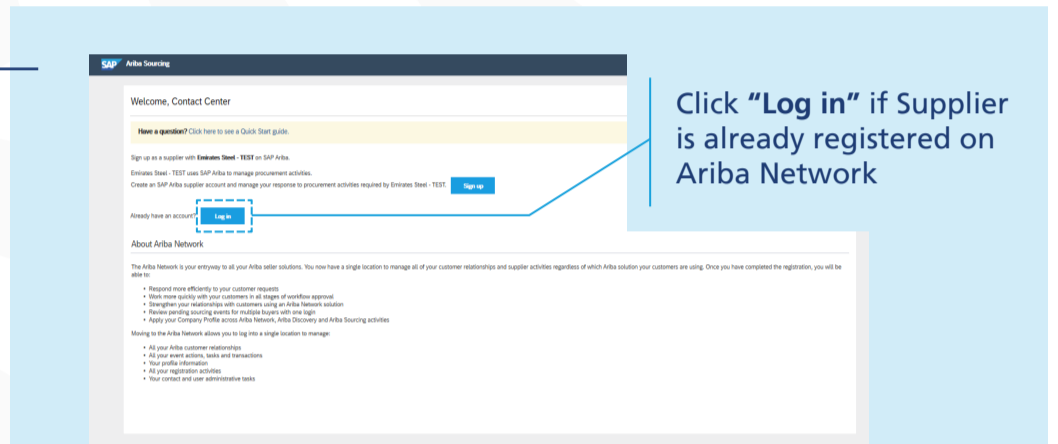 SAP Ariba Sourcing
Welcome, Contact Center
Have a question? Click here to see a Quick Start guide.
Sign up as a supplier with Emirates Steel - TEST on SAP Ariba.
Emirates Steel - TEST uses SAP Ariba to manage procurement activities.
Create an SAP Ariba supplier account and manage your response to procurement activities required by Emirates Steel - TEST.
Sign up
Already have an account?
Log in
About Ariba Network
The Ariba Network is your entryway to all your Ariba seller solutions. You now have a single location to manage all of your customer relationships and supplier activities regardless of which Ariba solution your customers are using. Once you have completed the registration, you will be
able to:
• Respond more efficiently to your customer requests
• Work more quickly with your customers in all stages of workflow approval
• Strengthen your relationships with customers using an Ariba Network solution
• Review pending sourcing events for multiple buyers with one login
• Apply your Company Profile across Ariba Network, Ariba Discovery and Ariba Sourcing activities
Moving to the Ariba Network allows you to log into a single location to manage:
• All your Ariba customer relationships
• All your event actions, tasks and transactions
• Your profile information
• All your registration activities
• Your contact and user administrative tasks
Click “Log in” if Supplier
is already registered on
Ariba Network